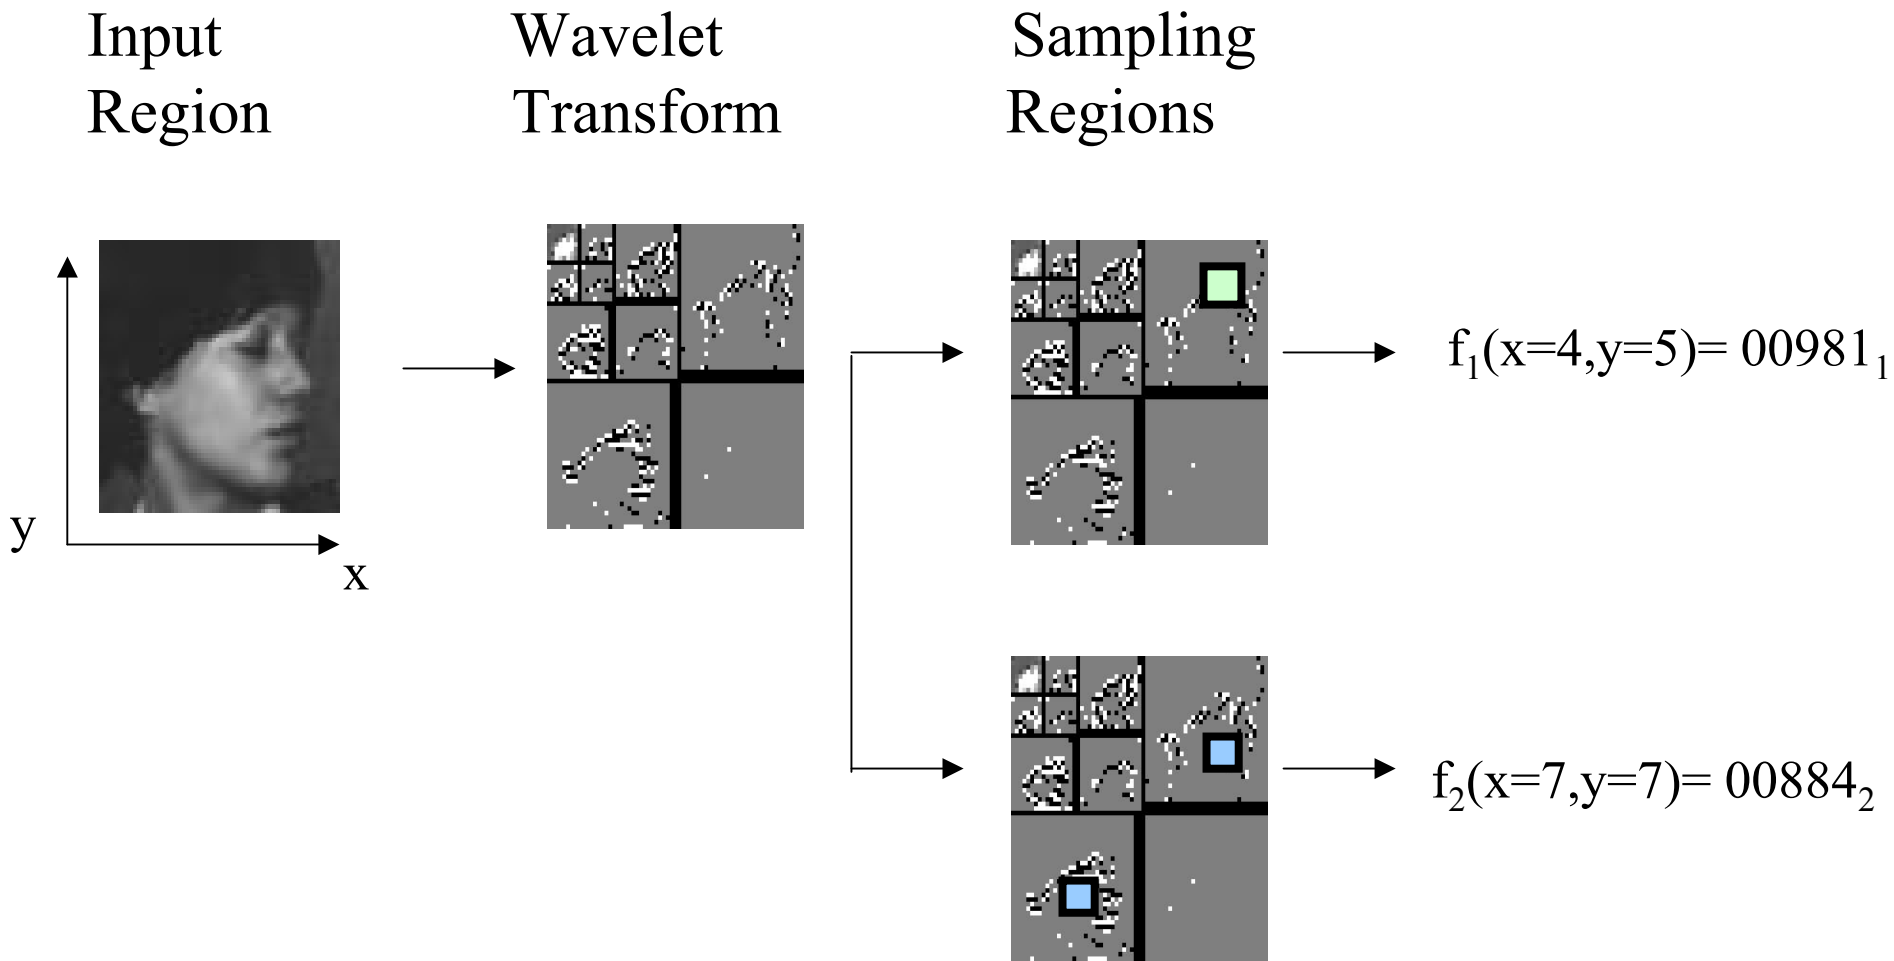 Input
Region
Wavelet
Transform
Sampling
Regions
y
x
f₁(x=4,y=5)= 00981₁
f₂(x=7,y=7)= 00884₂